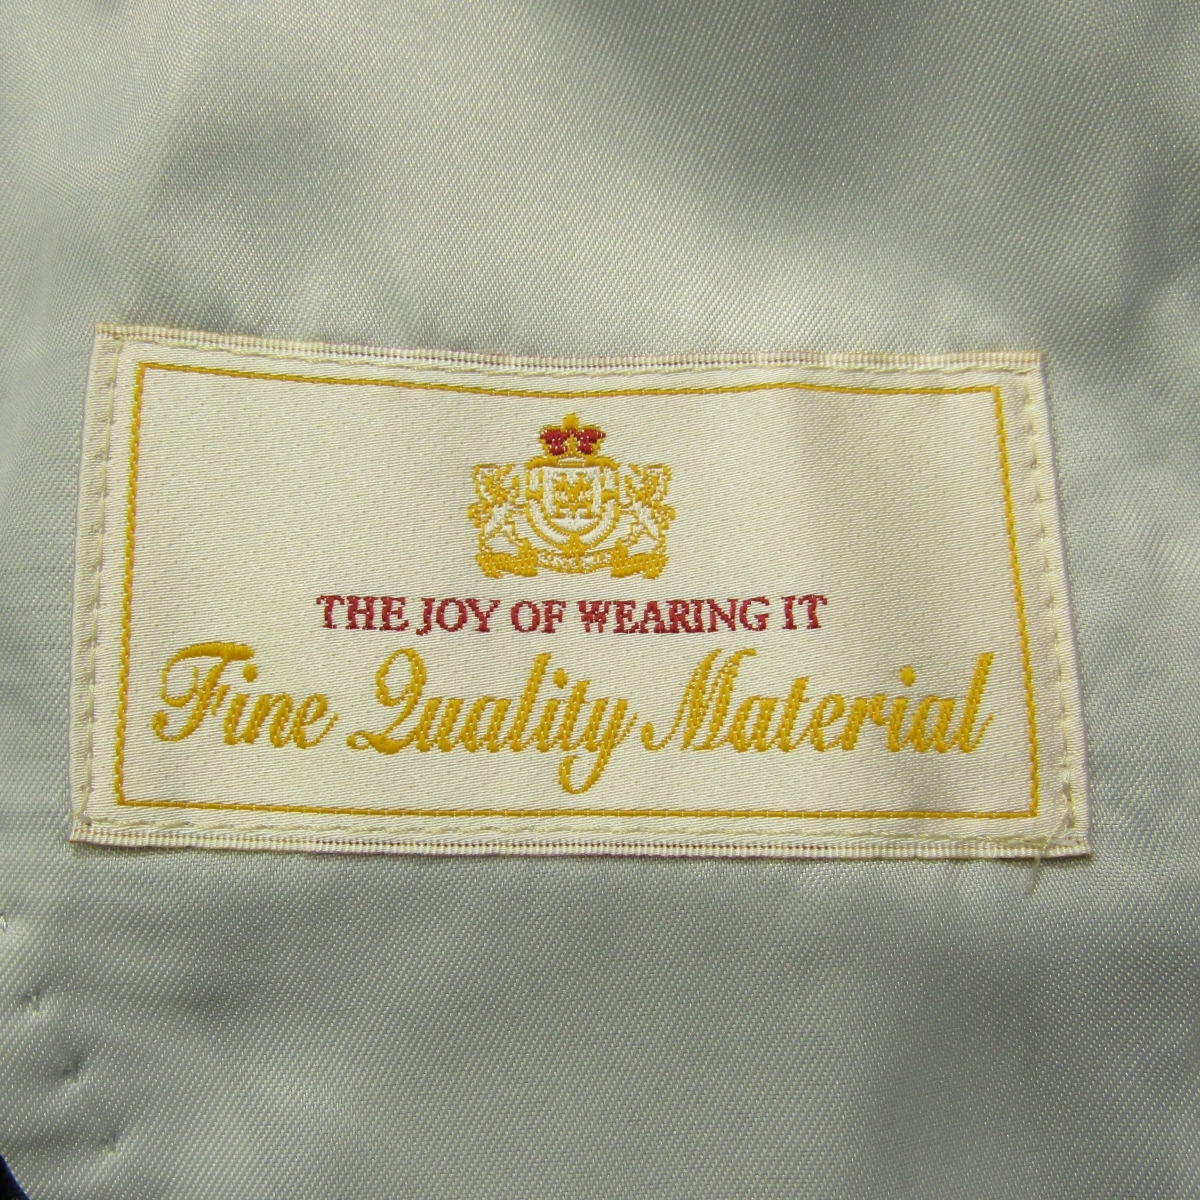 THE JOY OF WEARING IT
Fine Quality Material